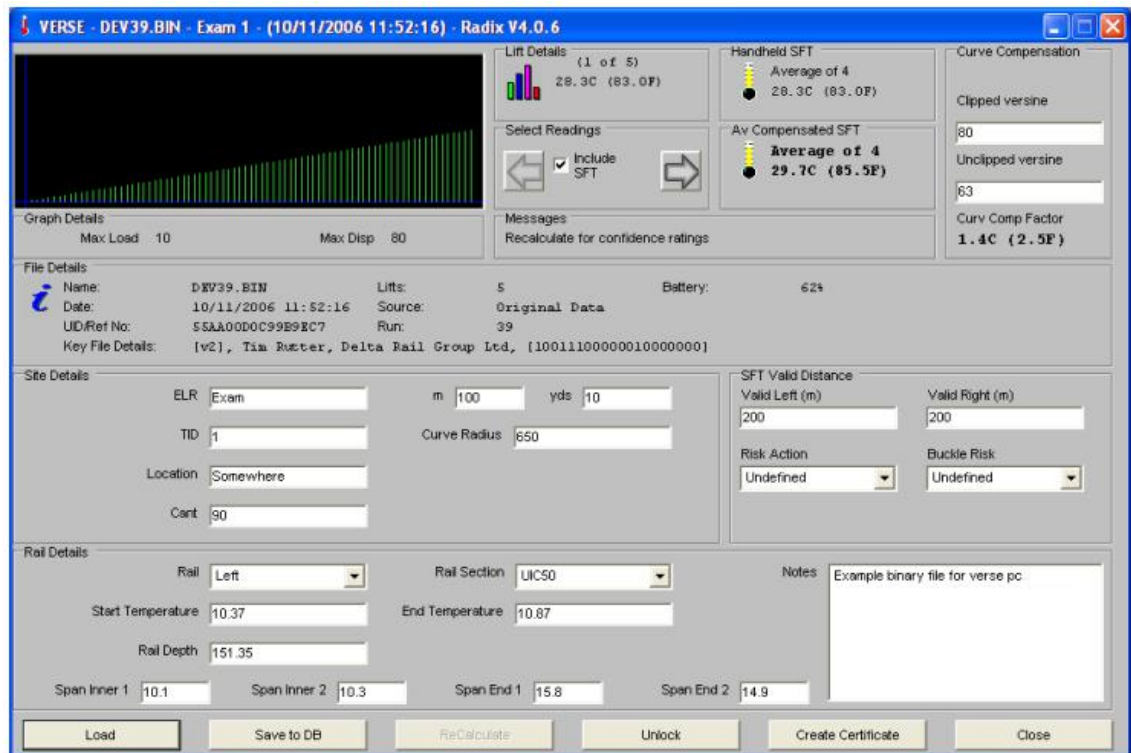 VERSE - DEV39.BIN - Exam 1 - (10/11/2006 11:52:16) - Radix V4.0.6
Lift Details
(1 of 5)
28.3C (83.0F)
Handheld SFT
Average of 4
28.3C (83.0F)
Curve Compensation
Clipped versine
80
Unclipped versine
63
Curv Comp Factor
1.4C (2.5F)
Select Readings
Include
SFT
Av Compensated SFT
Average of 4
29.7C (85.5F)
Graph Details
Max Load 10 Max Disp 80
Messages
Recalculate for confidence ratings
File Details
Name: DEV39.BIN Lifts: 5 Battery: 62%
Date: 10/11/2006 11:52:16 Source: Original Data
UID/Ref No: 55AA00D0C99B9EC7 Run: 39
Key File Details: [v2], Tim Rutter, Delta Rail Group Ltd, [10011100000010000000]
Site Details
ELR Exam m 100 yds 10
TID 1 Curve Radius 650
Location Somewhere
Cant 90
SFT Valid Distance
Valid Left (m) Valid Right (m)
200 200
Risk Action Buckle Risk
Undefined Undefined
Rail Details
Rail Left Rail Section UIC50 Notes Example binary file for verse pc
Start Temperature 10.37 End Temperature 10.87
Rail Depth 151.35
Span Inner 1 10.1 Span Inner 2 10.3 Span End 1 15.8 Span End 2 14.9
Load Save to DB ReCalculate Unlock Create Certificate Close